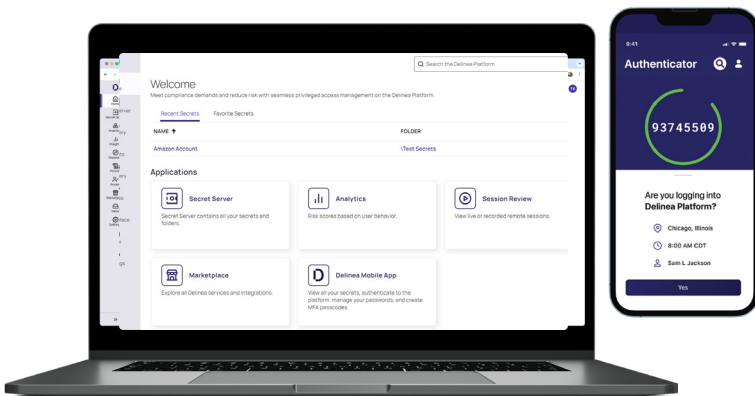 Search the Delinea Platform
Welcome
Meet compliance demands and reduce risk with seamless privileged access management on the Delinea Platform.
Recent Secrets Favorite Secrets
NAME ↑ FOLDER
Amazon Account \Test Secrets
Applications
Secret Server
Secret Server contains all your secrets and
folders.
Analytics
Risk scores based on user behavior.
Session Review
View live or recorded remote sessions.
Marketplace
Explore all Delinea services and integrations.
Delinea Mobile App
View all your secrets, authenticate to the
platform, manage your passwords, and create
MFA passcodes.
9:41
Authenticator
93745509
Are you logging into
Delinea Platform?
Chicago, Illinois
8:00 AM CDT
Sam L Jackson
Yes